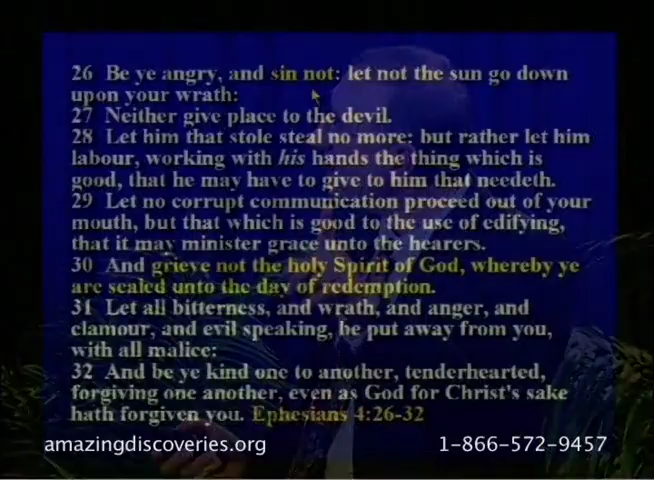 26 Be ye angry, and sin not: let not the sun go down
upon your wrath:
27 Neither give place to the devil.
28 Let him that stole steal no more: but rather let him
labour, working with his hands the thing which is
good, that he may have to give to him that needeth.
29 Let no corrupt communication proceed out of your
mouth, but that which is good to the use of edifying,
that it may minister grace unto the hearers.
30 And grieve not the holy Spirit of God, whereby ye
are sealed unto the day of redemption.
31 Let all bitterness, and wrath, and anger, and
clamour, and evil speaking, be put away from you,
with all malice:
32 And be ye kind one to another, tenderhearted,
forgiving one another, even as God for Christ's sake
hath forgiven you. Ephesians 4:26-32
amazingdiscoveries.org 1-866-572-9457